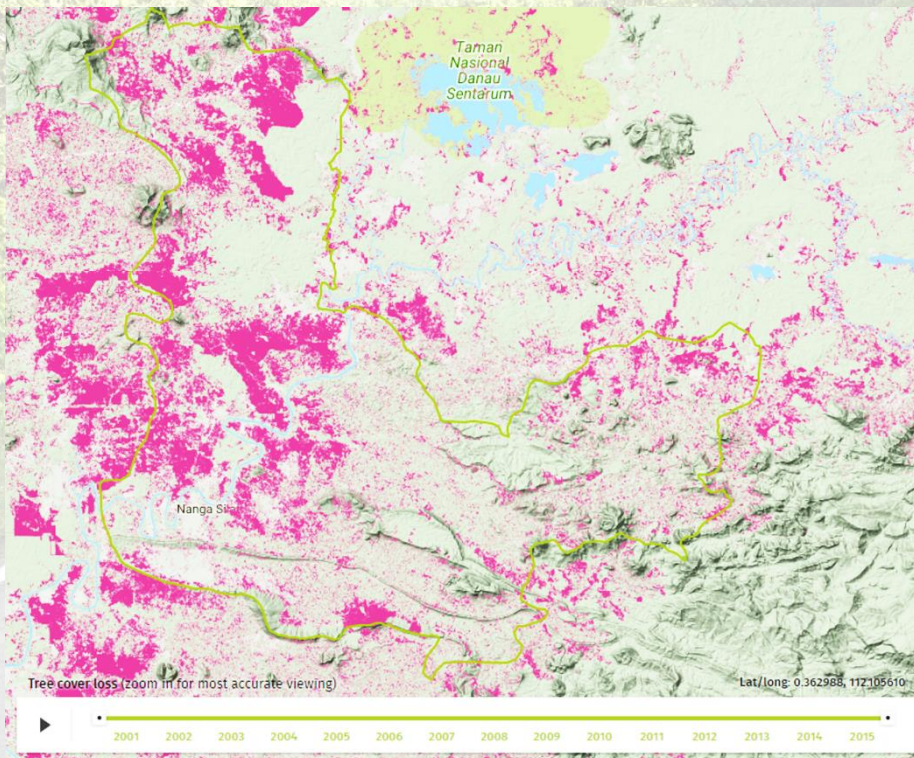 Taman
Nasional
Danau
Sentarum
Nanga
Tree cover loss (zoom in for most accurate viewing)
Lat/long: 0.362988, 112.105610
2001 2002 2003 2004 2005 2006 2007 2008 2009 2010 2011 2012 2013 2014 2015